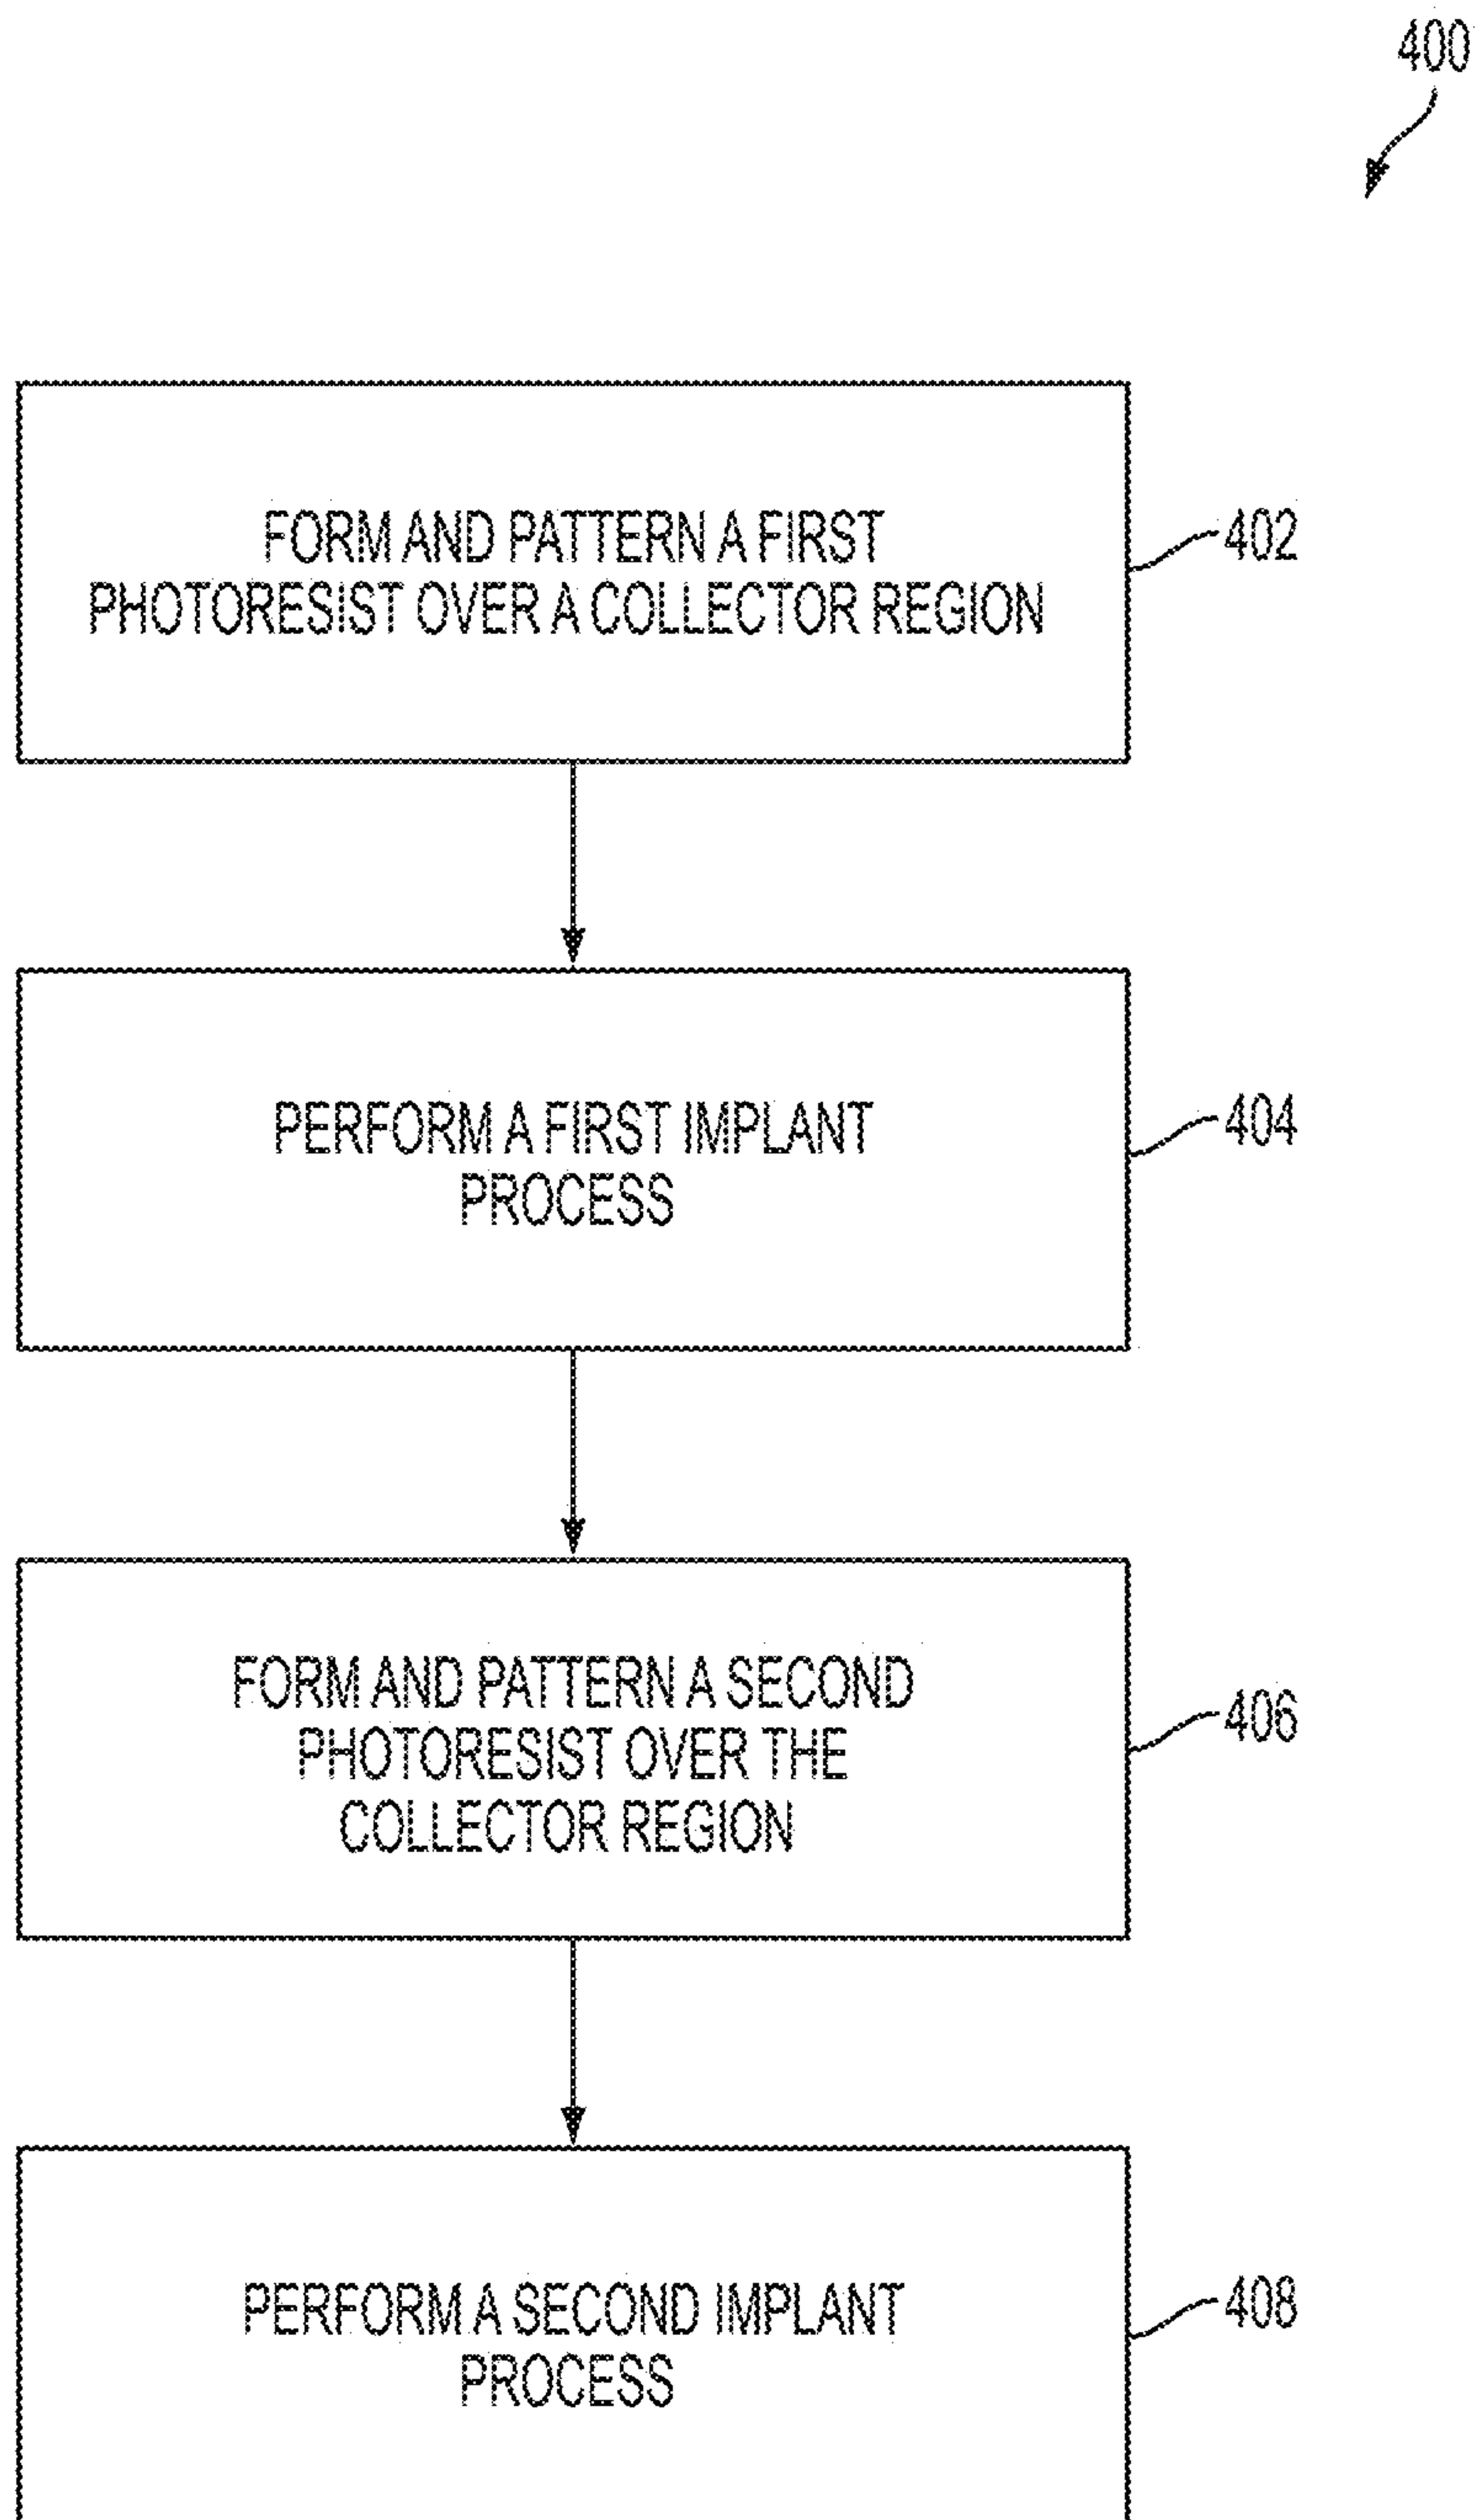 400
FORM AND PATTERN A FIRST
PHOTORESIST OVER A COLLECTOR REGION
402
PERFORM A FIRST IMPLANT
PROCESS
404
FORM AND PATTERN A SECOND
PHOTORESIST OVER THE
COLLECTOR REGION
406
PERFORM A SECOND IMPLANT
PROCESS
408